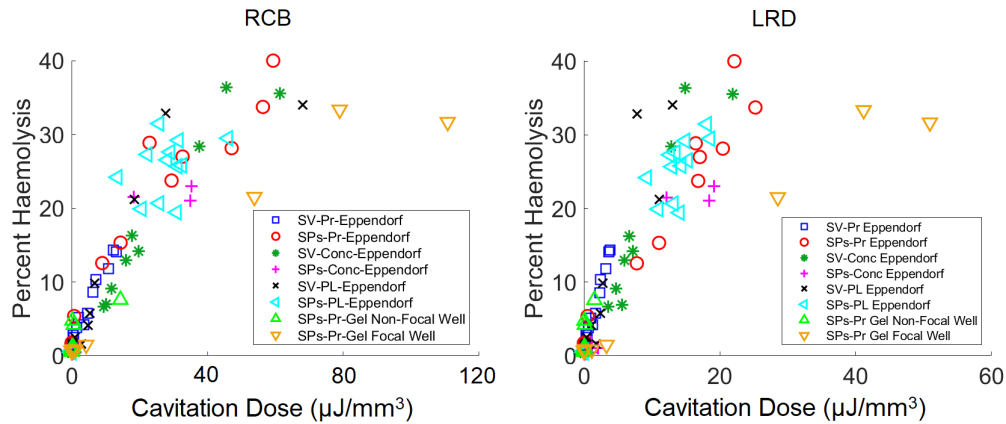 RCB
Percent Haemolysis
40
30
20
10
0
SV-Pr-Eppendorf
SPs-Pr-Eppendorf
SV-Conc-Eppendorf
SPs-Conc-Eppendorf
SV-PL-Eppendorf
SPs-PL-Eppendorf
SPs-Pr-Gel Non-Focal Well
SPs-Pr-Gel Focal Well
0 40 80 120
Cavitation Dose (µJ/mm³)
LRD
Percent Haemolysis
40
30
20
10
0
SV-Pr Eppendorf
SPs-Pr Eppendorf
SV-Conc Eppendorf
SPs-Conc Eppendorf
SV-PL Eppendorf
SPs-PL Eppendorf
SPs-Pr Gel Non-Focal Well
SPs-Pr Gel Focal Well
0 20 40 60
Cavitation Dose (µJ/mm³)